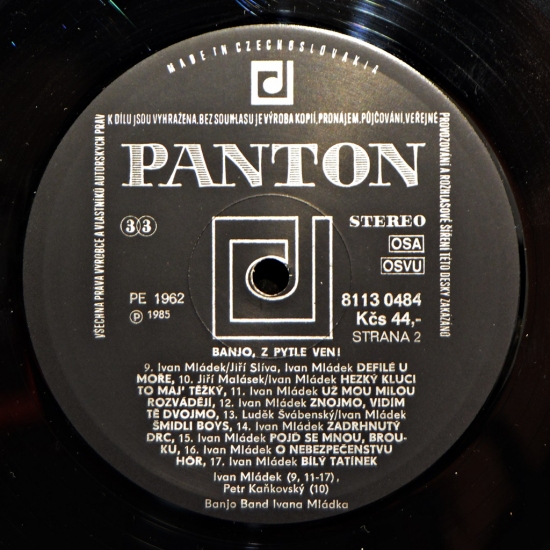 MADE IN CZECHOSLOVAKIA
VŠECHNA PRÁVA VÝROBCE A VLASTNÍKŮ AUTORSKÝCH PRÁV
K DÍLU JSOU VYHRAŽENA. BEZ SOUHLASU JE VÝROBA KOPIÍ, PRONÁJEM, PŮJČOVÁNÍ, VEŘEJNÉ
PROVOZOVÁNÍ A ROZHLASOVÉ ŠÍŘENÍ TÉTO DESKY ZAKÁZÁNO
PANTON
33
STEREO
OSA
OSVU
PE 1962
8113 0484
℗ 1985
Kčs 44,-
STRANA 2
BANJO, Z PYTLE VEN!
9. Ivan Mládek/Jiří Slíva, Ivan Mládek DEFILÉ U
MOŘE, 10. Jiří Malásek/Ivan Mládek HEZKÝ KLUCI
TO MAJ' TĚŽKÝ, 11. Ivan Mládek UŽ MOU MILOU
ROZVÁDĚJÍ, 12. Ivan Mládek ZNOJMO, VIDÍM
TĚ DVOJMO, 13. Luděk Švábenský/Ivan Mládek
ŠMIDLI BOYS, 14. Ivan Mládek ZADRHNUTÝ
DRC, 15. Ivan Mládek POJĎ SE MNOU, BROU-
KU, 16. Ivan Mládek O NEBEZPEČENSTVU
HOR, 17. Ivan Mládek BÍLÝ TATÍNEK
Ivan Mládek (9, 11-17),
Petr Kaňkovský (10)
Banjo Band Ivana Mládka